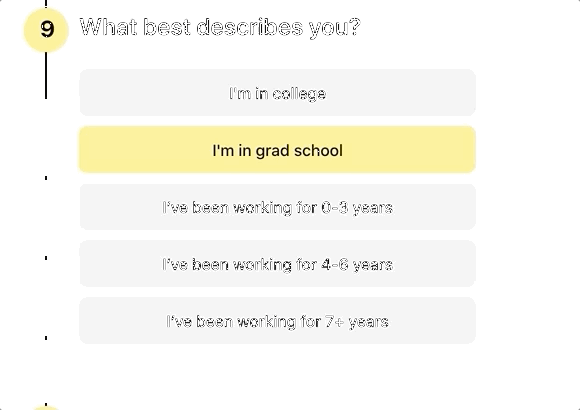 9
What best describes you?
I'm in college
I'm in grad school
I've been working for 0-3 years
I've been working for 4-6 years
I've been working for 7+ years